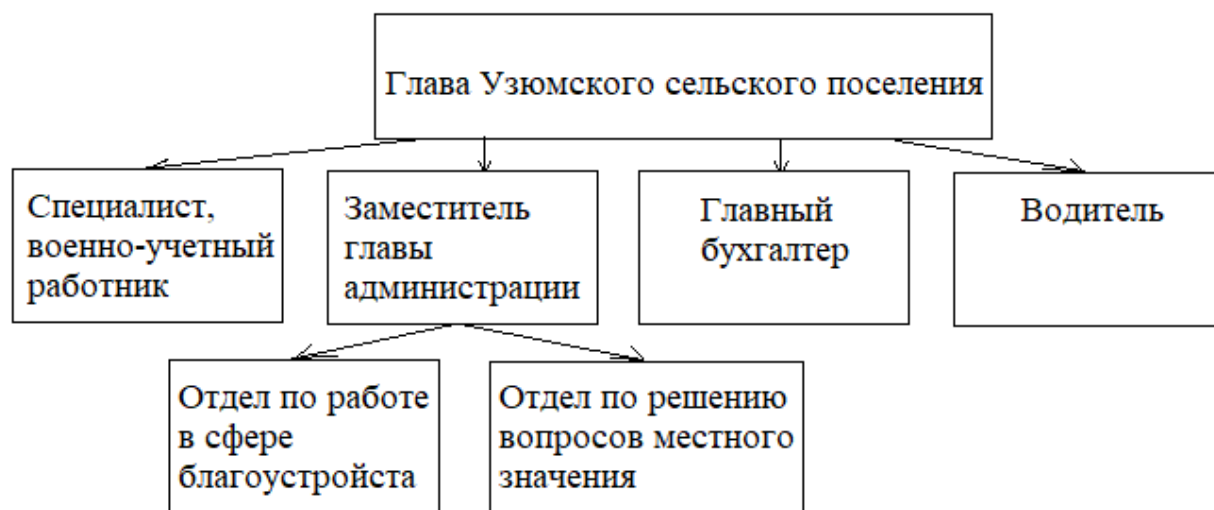 Глава Узюмского сельского поселения
Специалист,
военно-учетный
работник
Заместитель
главы
администрации
Главный
бухгалтер
Водитель
Отдел по работе
в сфере
благоустройста
Отдел по решению
вопросов местного
значения